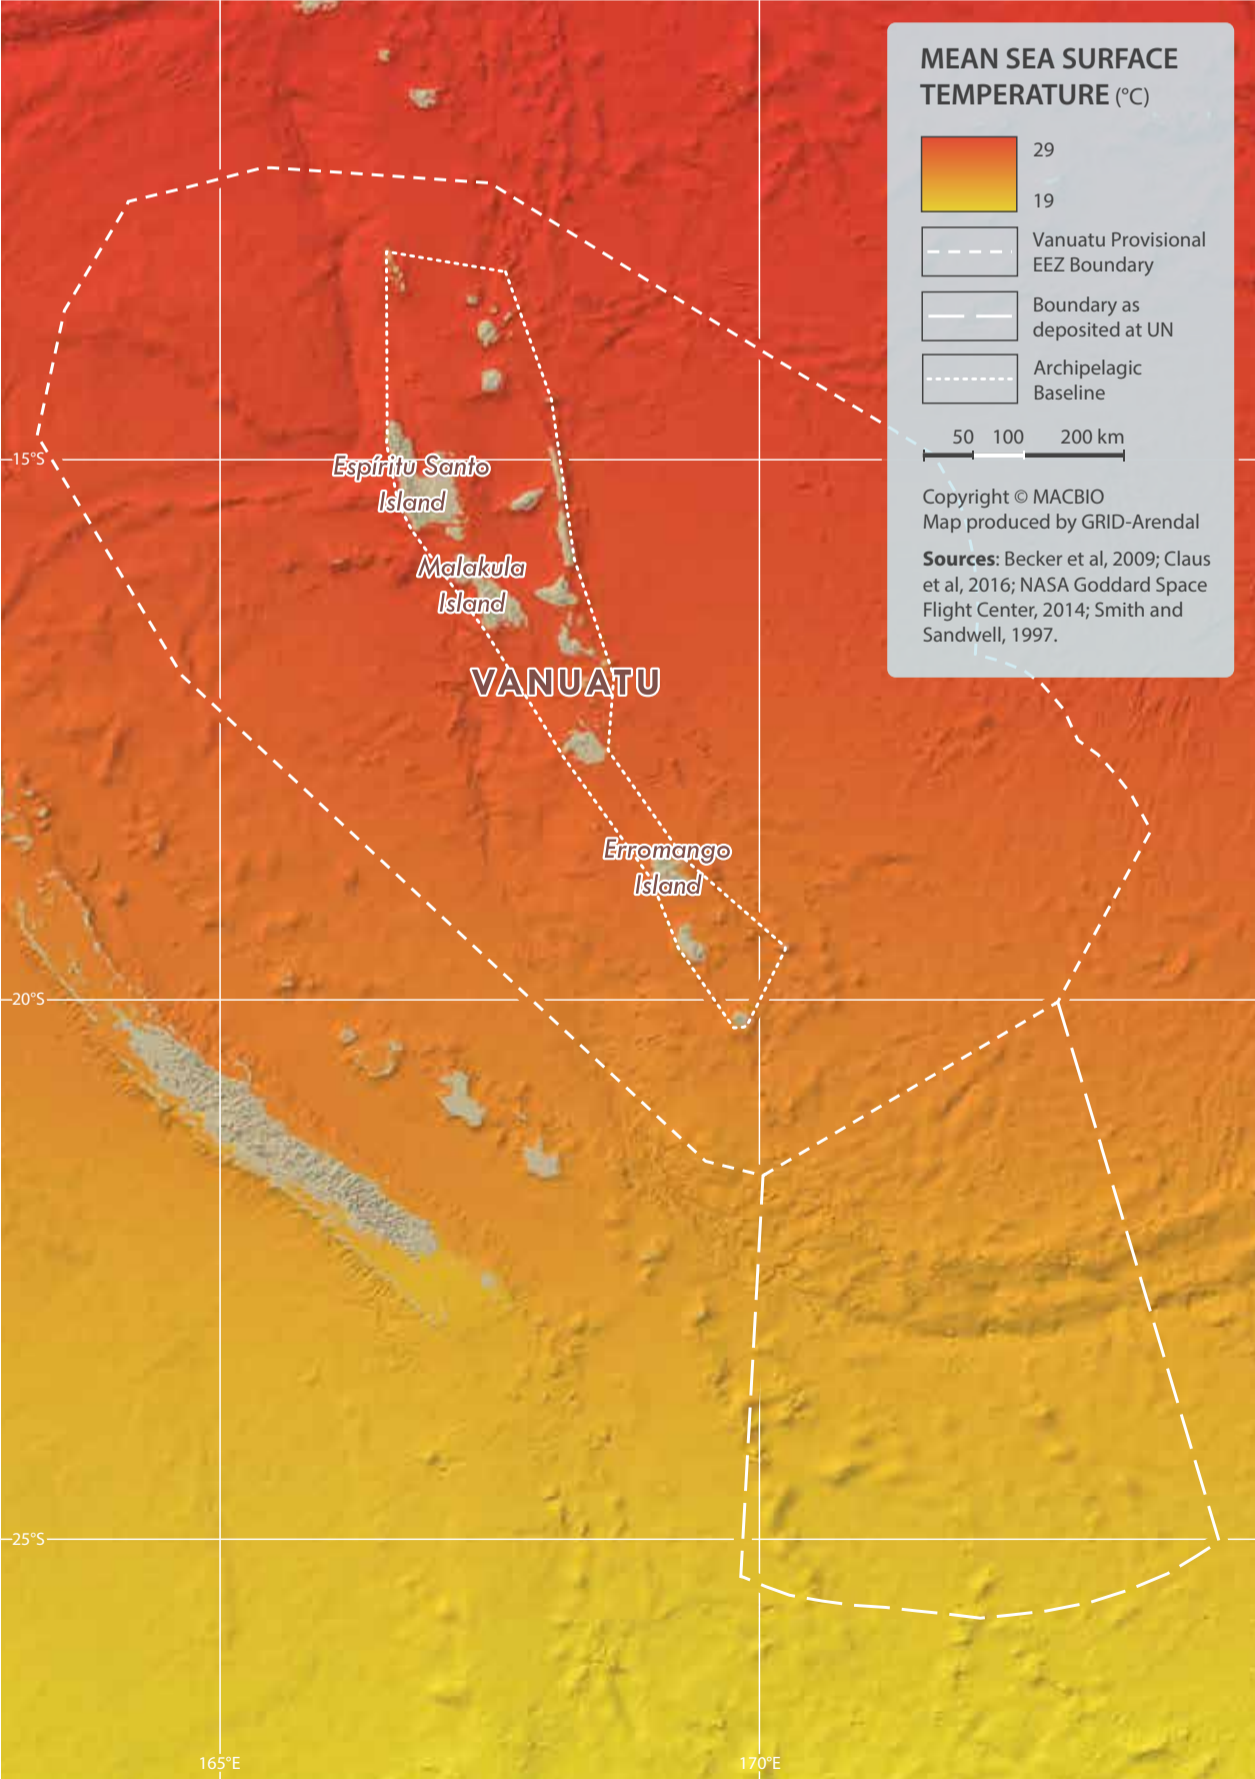 MEAN SEA SURFACE
TEMPERATURE (°C)
29
19
Vanuatu Provisional
EEZ Boundary
Boundary as
deposited at UN
Archipelagic
Baseline
50 100 200 km
Copyright © MACBIO
Map produced by GRID-Arendal
Sources: Becker et al, 2009; Claus
et al, 2016; NASA Goddard Space
Flight Center, 2014; Smith and
Sandwell, 1997.
15°S
Espíritu Santo
Island
Malakula
Island
VANUATU
Erromango
Island
20°S
25°S
165°E
170°E